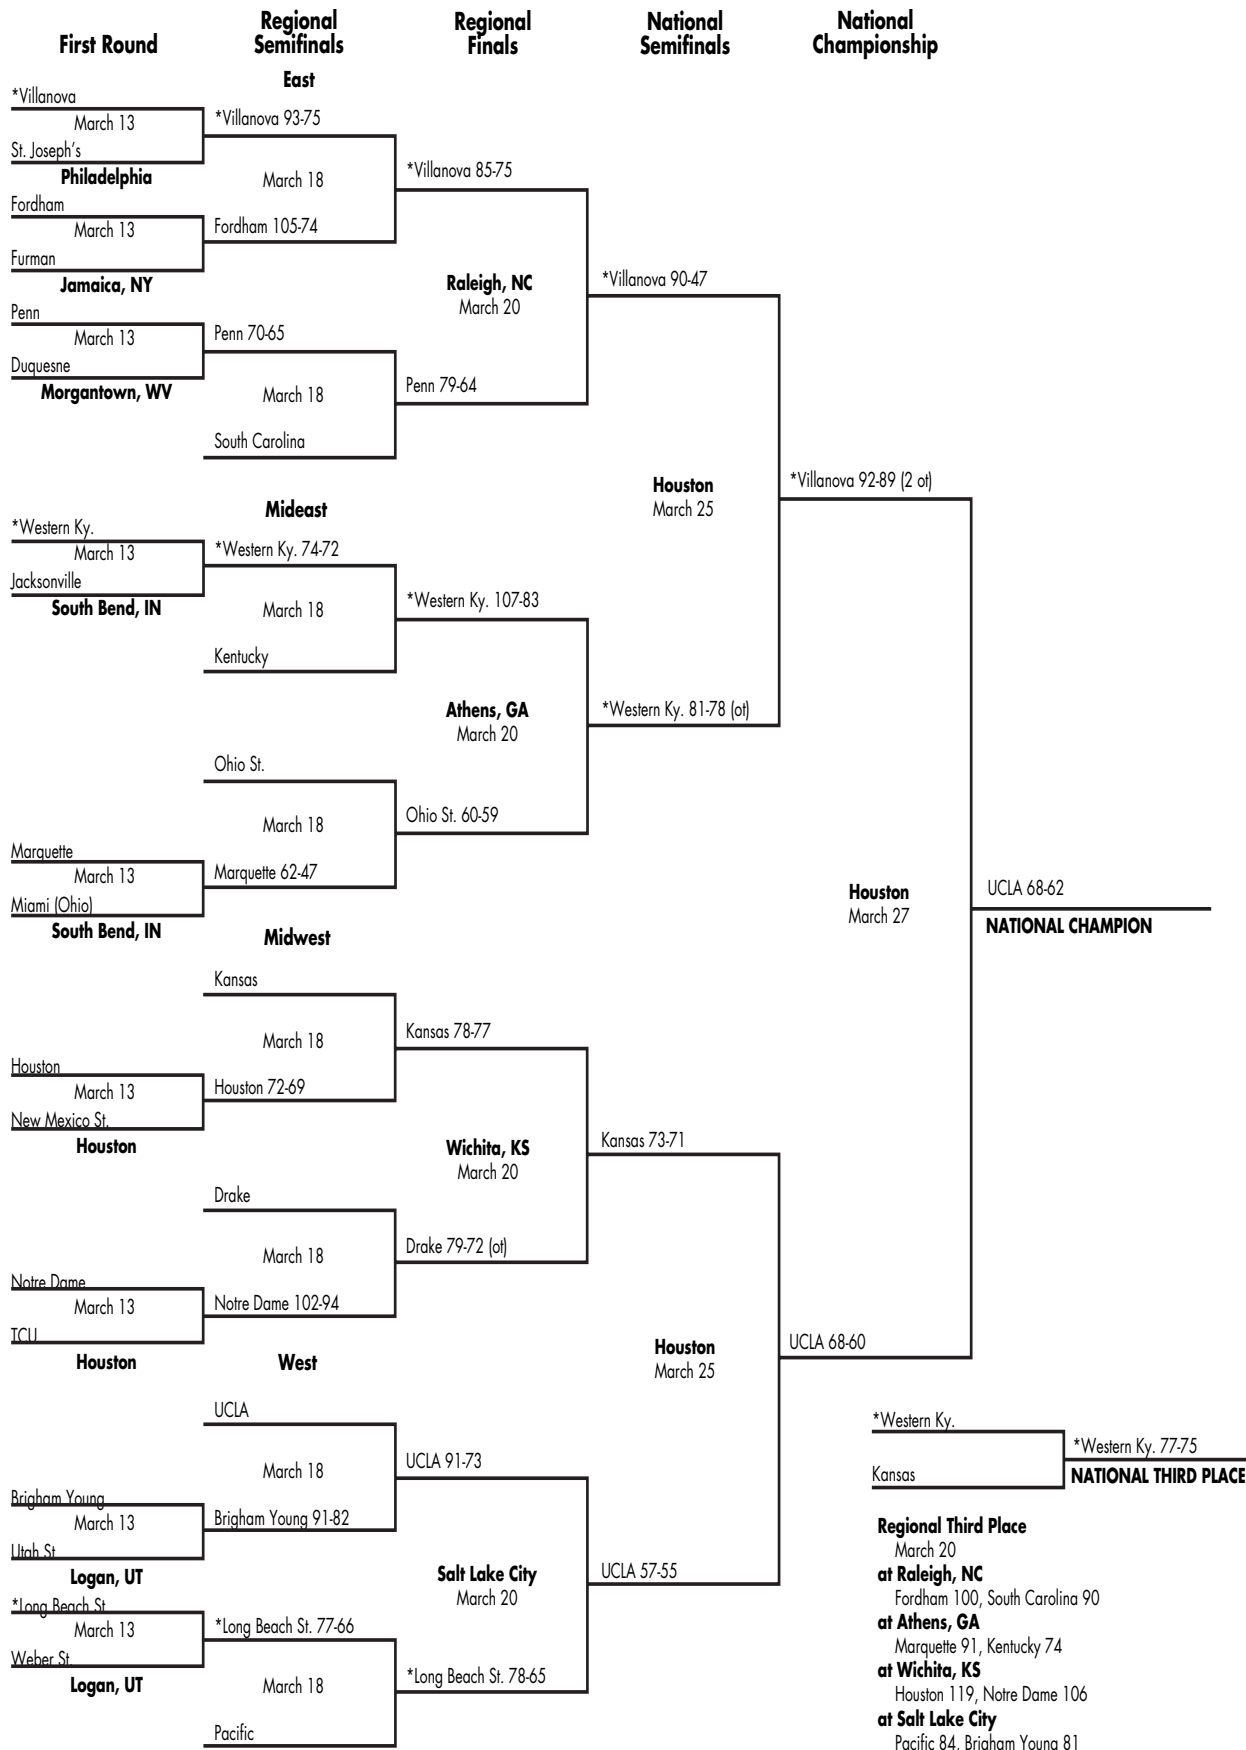 First Round
Regional
Semifinals
Regional
Finals
National
Semifinals
National
Championship
East
*Villanova
March 13
St. Joseph's
Philadelphia
Fordham
March 13
Furman
Jamaica, NY
Penn
March 13
Duquesne
Morgantown, WV
*Villanova 93-75
March 18
Fordham 105-74
Penn 70-65
March 18
South Carolina
*Villanova 85-75
Raleigh, NC
March 20
Penn 79-64
*Villanova 90-47
Mideast
*Western Ky.
March 13
Jacksonville
South Bend, IN
*Western Ky. 74-72
March 18
Kentucky
Ohio St.
March 18
Marquette
March 13
Miami (Ohio)
South Bend, IN
Marquette 62-47
*Western Ky. 107-83
Athens, GA
March 20
Ohio St. 60-59
*Western Ky. 81-78 (ot)
Houston
March 25
*Villanova 92-89 (2 ot)
Midwest
Kansas
March 18
Houston
March 13
New Mexico St.
Houston
Houston 72-69
Drake
March 18
Notre Dame
March 13
TCU
Houston
Notre Dame 102-94
Kansas 78-77
Wichita, KS
March 20
Drake 79-72 (ot)
Kansas 73-71
West
UCLA
March 18
Brigham Young
March 13
Utah St.
Logan, UT
Brigham Young 91-82
*Long Beach St.
March 13
Weber St.
Logan, UT
*Long Beach St. 77-66
March 18
Pacific
UCLA 91-73
Salt Lake City
March 20
*Long Beach St. 78-65
UCLA 57-55
Houston
March 25
UCLA 68-60
Houston
March 27
UCLA 68-62
NATIONAL CHAMPION
*Western Ky.
Kansas
*Western Ky. 77-75
NATIONAL THIRD PLACE
Regional Third Place
March 20
at Raleigh, NC
Fordham 100, South Carolina 90
at Athens, GA
Marquette 91, Kentucky 74
at Wichita, KS
Houston 119, Notre Dame 106
at Salt Lake City
Pacific 84, Brigham Young 81